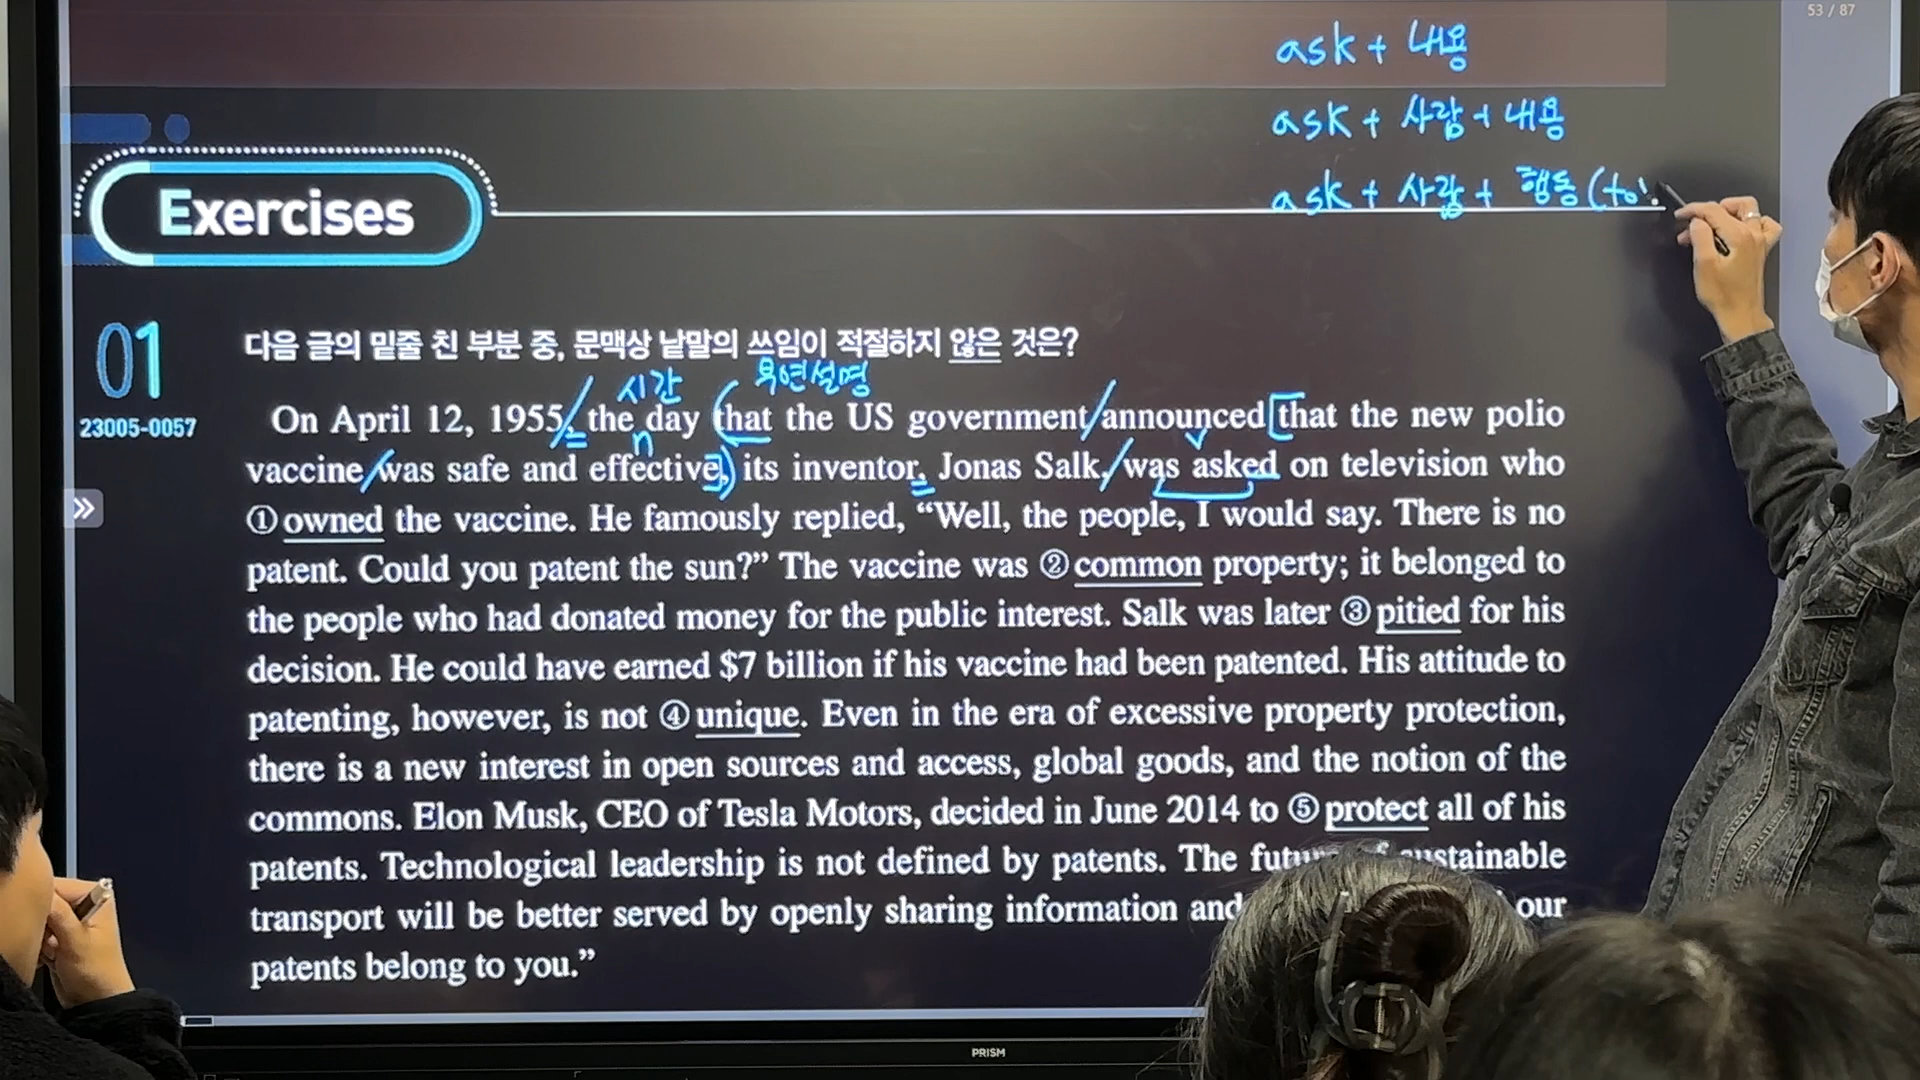 53 / 87
ask + 내용
ask + 사람 + 내용
ask + 사람 + 행동 (to
Exercises
01
23005-0057
다음 글의 밑줄 친 부분 중, 문맥상 낱말의 쓰임이 적절하지 않은 것은?
시간 부연설명
On April 12, 1955, the day that the US government announced that the new polio
n v
vaccine was safe and effective, its inventor, Jonas Salk, was asked on television who
① owned the vaccine. He famously replied, “Well, the people, I would say. There is no
patent. Could you patent the sun?” The vaccine was ② common property; it belonged to
the people who had donated money for the public interest. Salk was later ③ pitied for his
decision. He could have earned $7 billion if his vaccine had been patented. His attitude to
patenting, however, is not ④ unique. Even in the era of excessive property protection,
there is a new interest in open sources and access, global goods, and the notion of the
commons. Elon Musk, CEO of Tesla Motors, decided in June 2014 to ⑤ protect all of his
patents. Technological leadership is not defined by patents. The future of sustainable
transport will be better served by openly sharing information and our
patents belong to you.”
PRISM